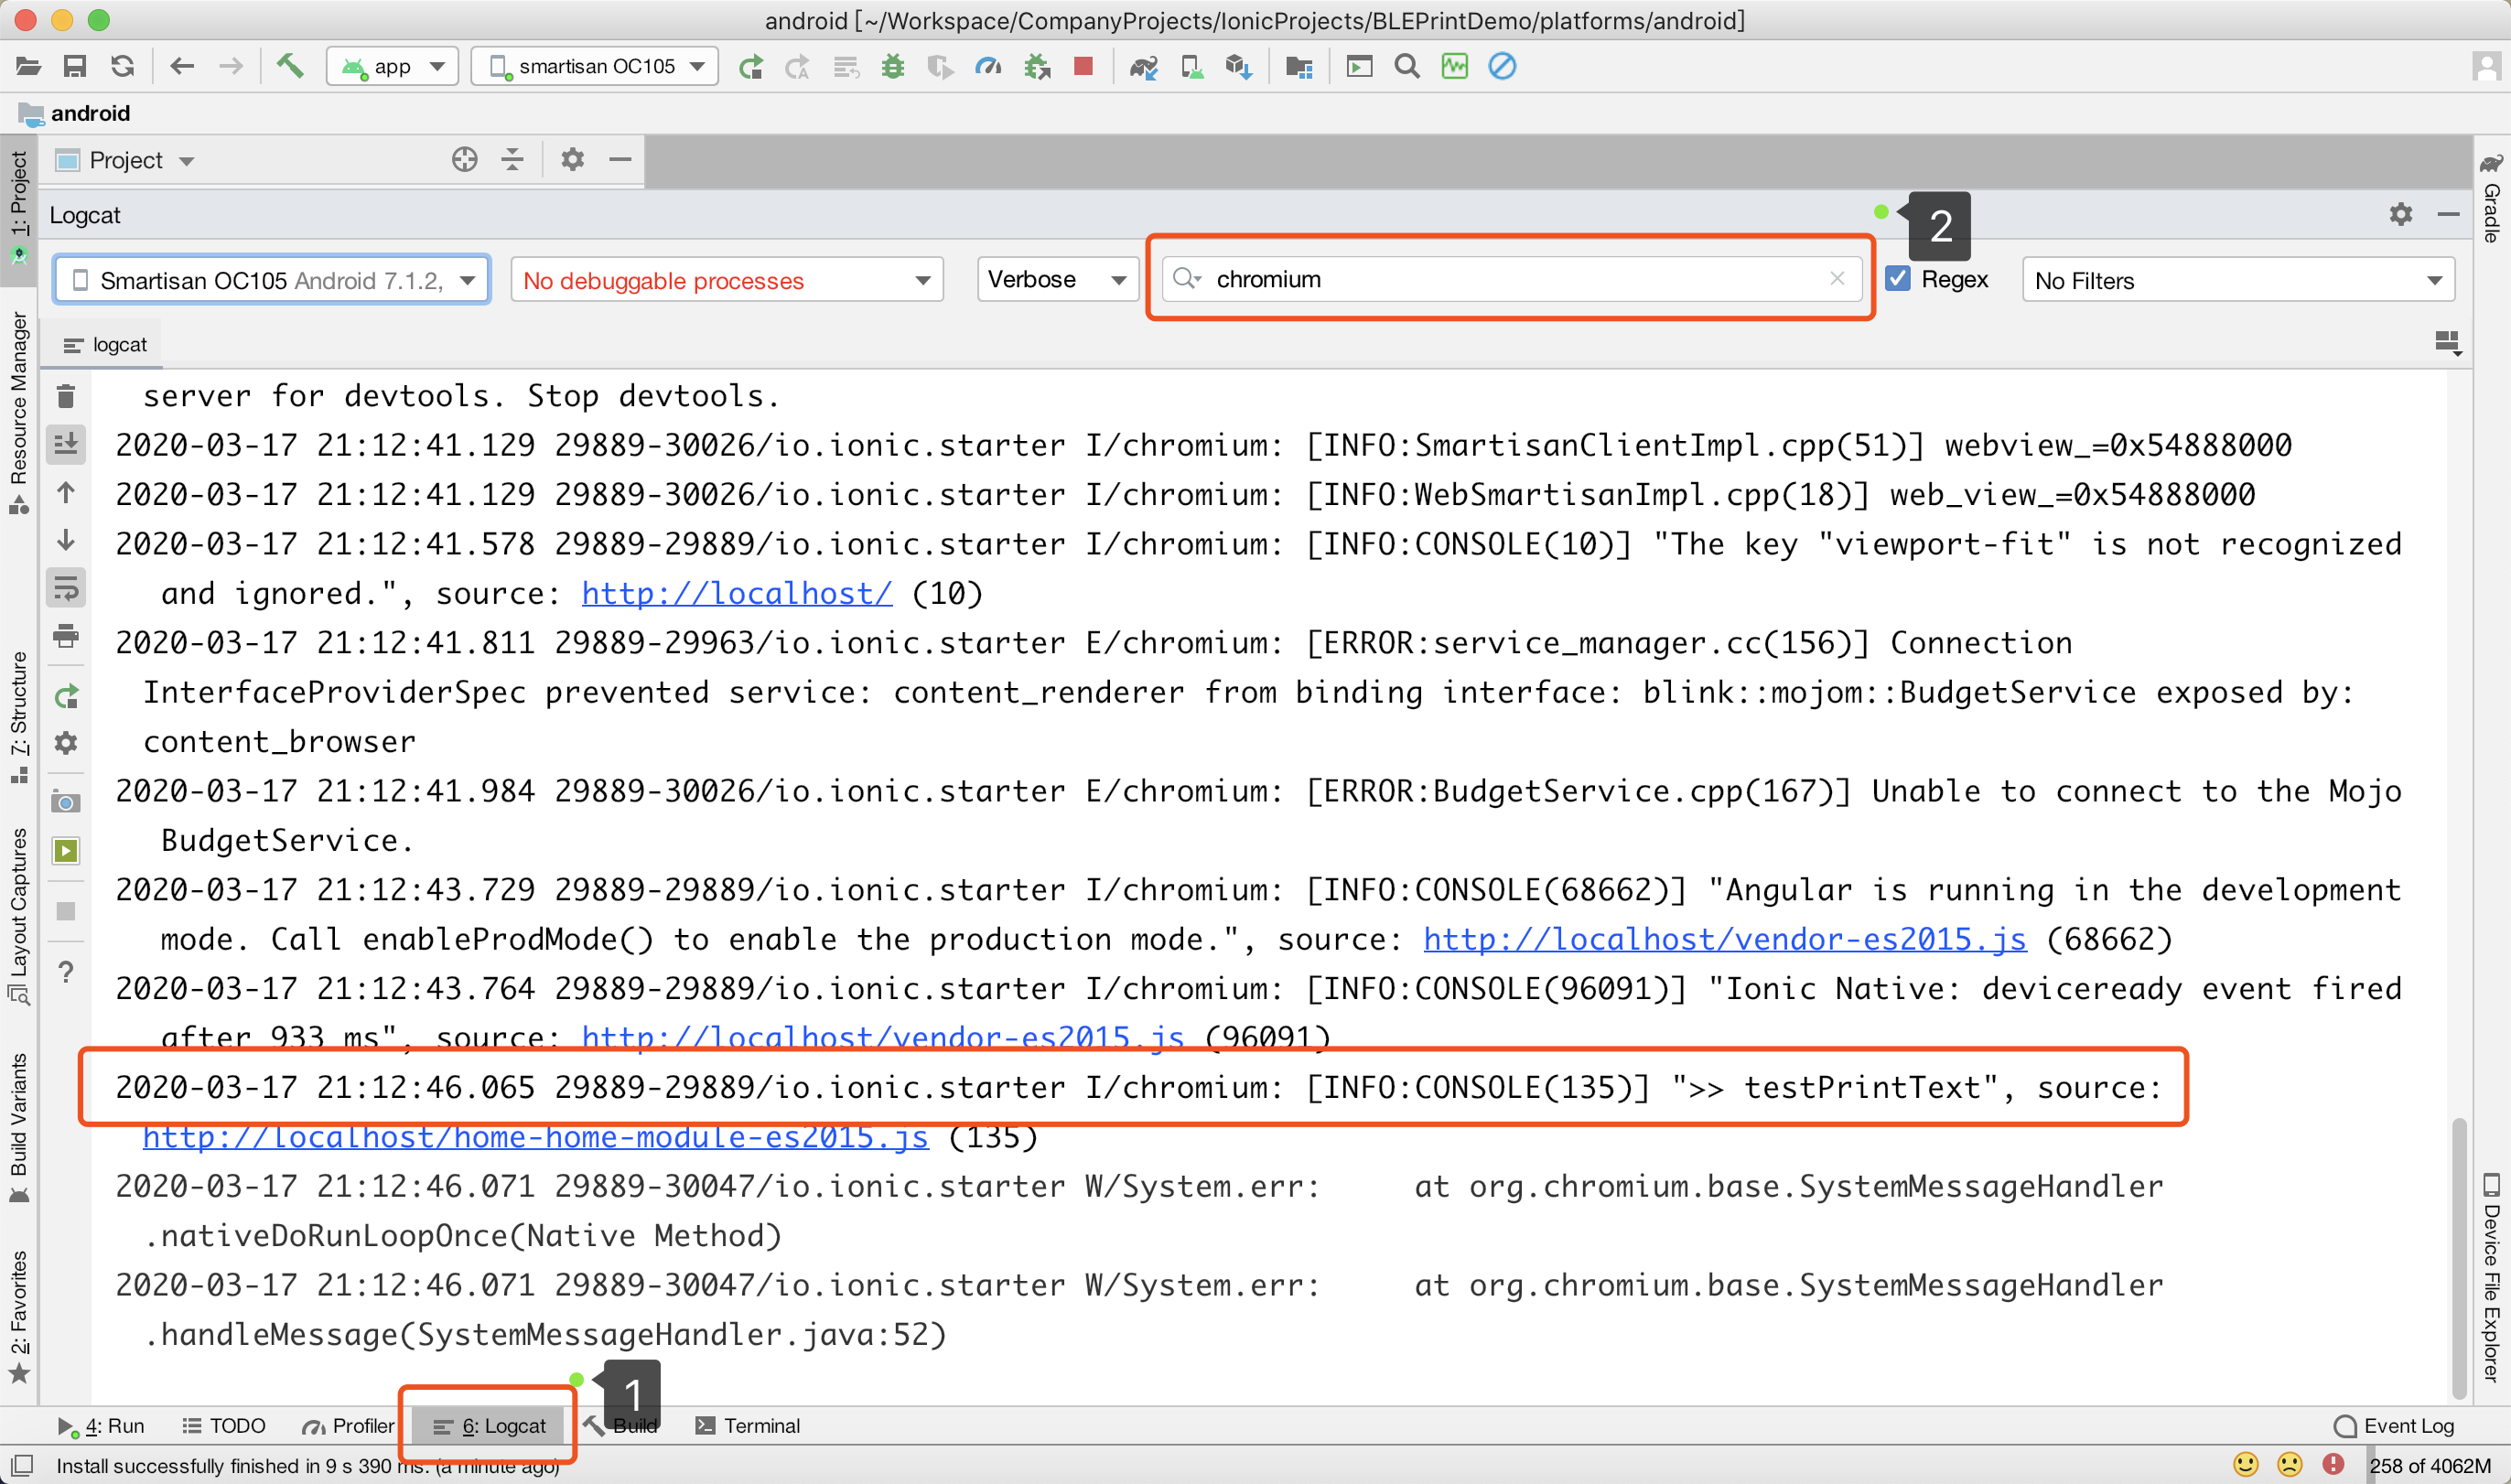 android [~/Workspace/CompanyProjects/IonicProjects/BLEPrintDemo/platforms/android]
app
smartisan OC105
android
Project
1: Project
Resource Manager
7: Structure
Layout Captures
Build Variants
2: Favorites
Gradle
Device File Explorer
Logcat
2
Smartisan OC105 Android 7.1.2,
No debuggable processes
Verbose
chromium
Regex
No Filters
logcat
server for devtools. Stop devtools.
2020-03-17 21:12:41.129 29889-30026/io.ionic.starter I/chromium: [INFO:SmartisanClientImpl.cpp(51)] webview_=0x54888000
2020-03-17 21:12:41.129 29889-30026/io.ionic.starter I/chromium: [INFO:WebSmartisanImpl.cpp(18)] web_view_=0x54888000
2020-03-17 21:12:41.578 29889-29889/io.ionic.starter I/chromium: [INFO:CONSOLE(10)] "The key "viewport-fit" is not recognized
and ignored.", source: http://localhost/ (10)
2020-03-17 21:12:41.811 29889-29963/io.ionic.starter E/chromium: [ERROR:service_manager.cc(156)] Connection
InterfaceProviderSpec prevented service: content_renderer from binding interface: blink::mojom::BudgetService exposed by:
content_browser
2020-03-17 21:12:41.984 29889-30026/io.ionic.starter E/chromium: [ERROR:BudgetService.cpp(167)] Unable to connect to the Mojo
BudgetService.
2020-03-17 21:12:43.729 29889-29889/io.ionic.starter I/chromium: [INFO:CONSOLE(68662)] "Angular is running in the development
mode. Call enableProdMode() to enable the production mode.", source: http://localhost/vendor-es2015.js (68662)
2020-03-17 21:12:43.764 29889-29889/io.ionic.starter I/chromium: [INFO:CONSOLE(96091)] "Ionic Native: deviceready event fired
after 933 ms", source: http://localhost/vendor-es2015.js (96091)
2020-03-17 21:12:46.065 29889-29889/io.ionic.starter I/chromium: [INFO:CONSOLE(135)] ">> testPrintText", source:
http://localhost/home-home-module-es2015.js (135)
2020-03-17 21:12:46.071 29889-30047/io.ionic.starter W/System.err:     at org.chromium.base.SystemMessageHandler
.nativeDoRunLoopOnce(Native Method)
2020-03-17 21:12:46.071 29889-30047/io.ionic.starter W/System.err:     at org.chromium.base.SystemMessageHandler
.handleMessage(SystemMessageHandler.java:52)
1
4: Run
TODO
Profiler
6: Logcat
Build
Terminal
Event Log
Install successfully finished in 9 s 390 ms. (a minute ago)
258 of 4062M